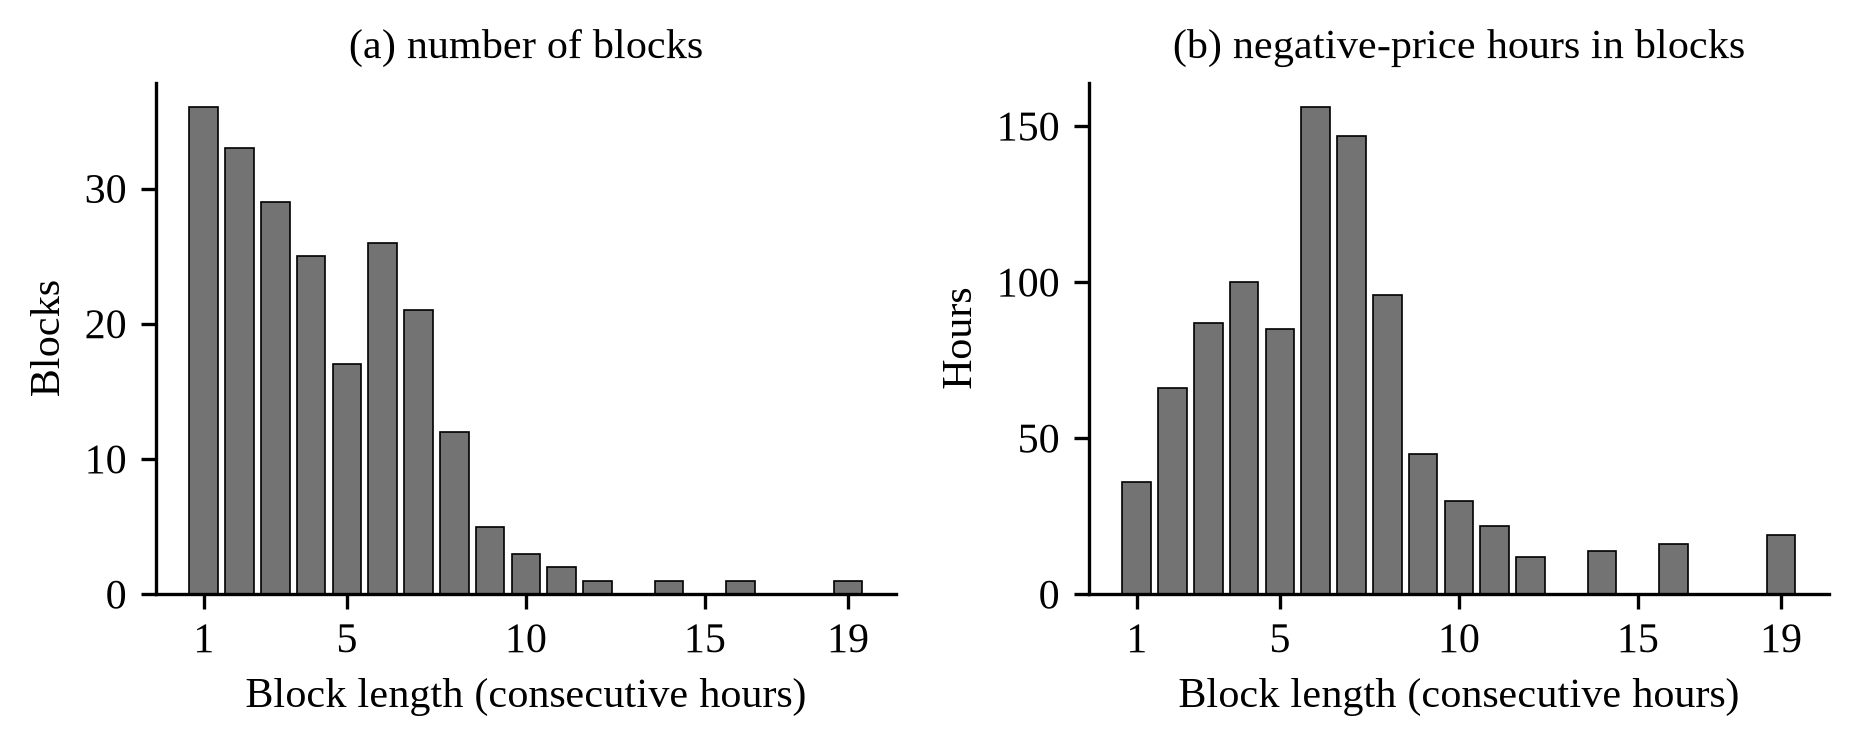 (a) number of blocks
Blocks
30
20
10
0
1 5 10 15 19
Block length (consecutive hours)
(b) negative-price hours in blocks
Hours
150
100
50
0
1 5 10 15 19
Block length (consecutive hours)